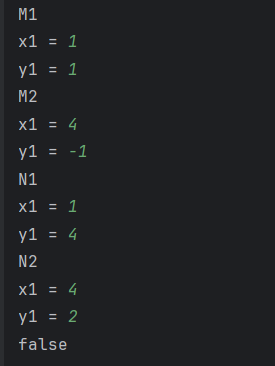 M1
x1 = 1
y1 = 1
M2
x1 = 4
y1 = -1
N1
x1 = 1
y1 = 4
N2
x1 = 4
y1 = 2
false